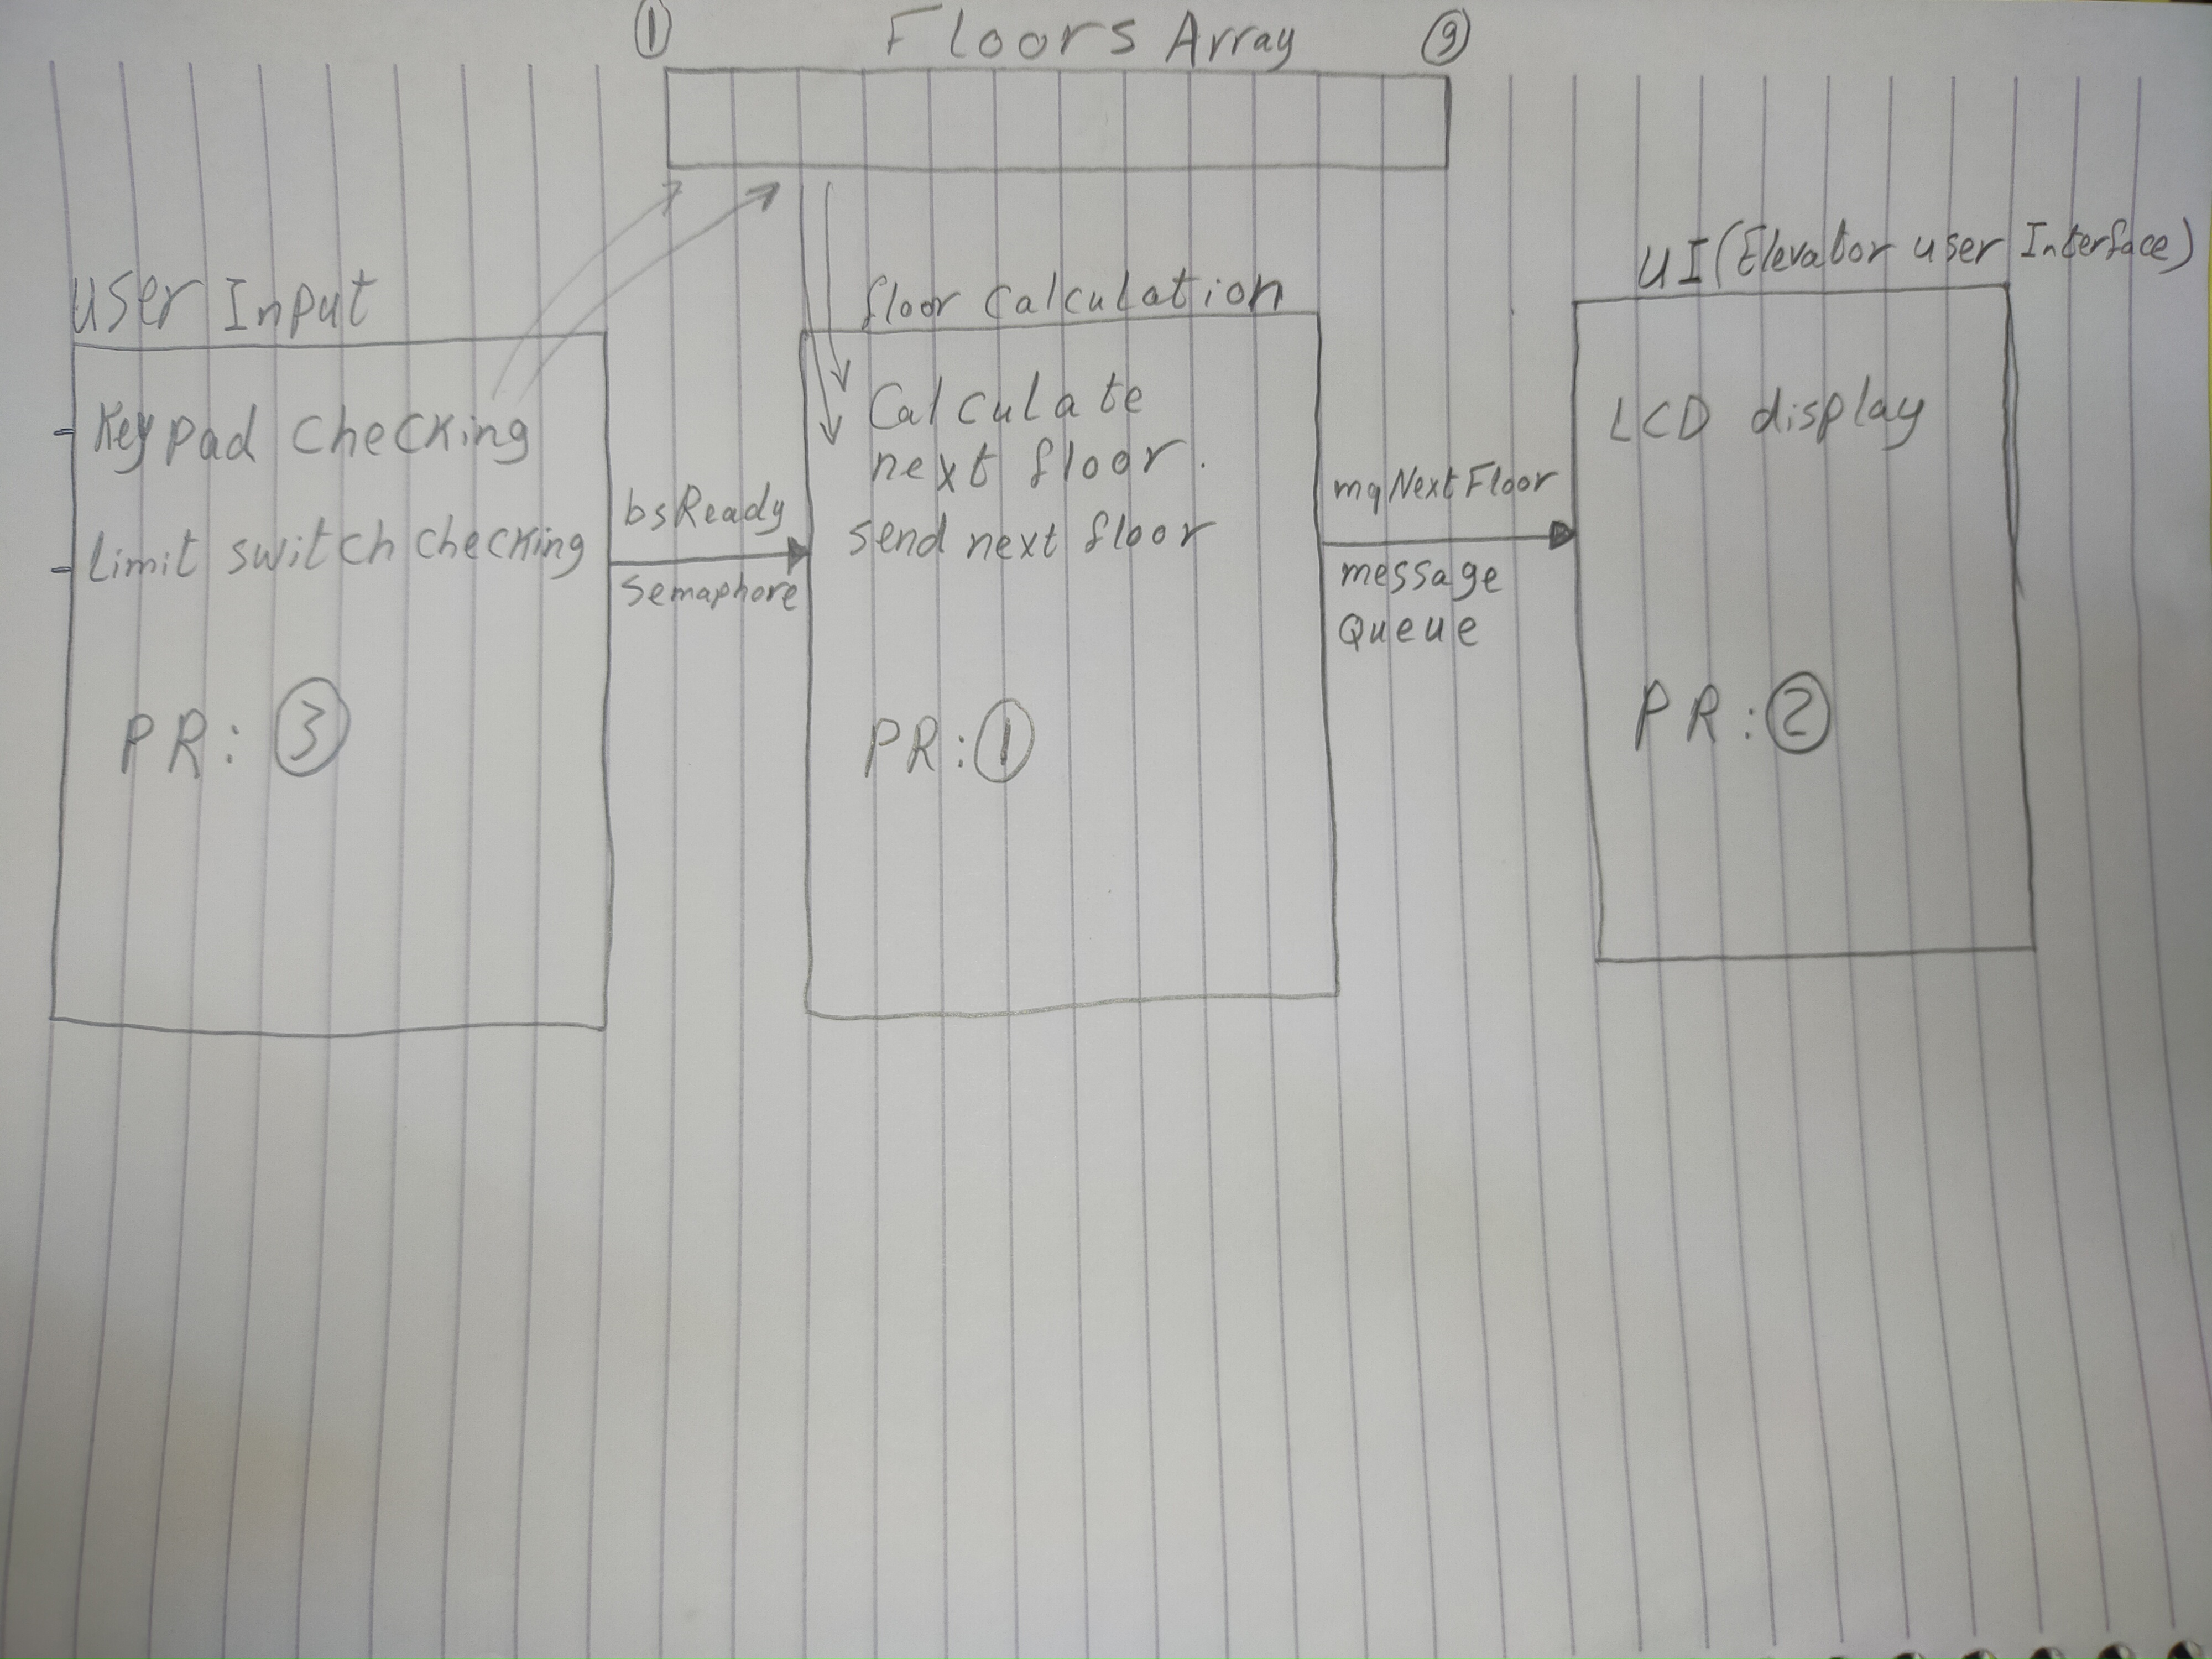 ① Floors Array ⑨
User Input
Keypad checking
Limit switch checking
PR: ③
bsReady
Semaphore
floor calculation
Calculate
next floor.
send next floor
PR: ①
mqNextFloor
message
Queue
UI (Elevator user Interface)
LCD display
PR: ②